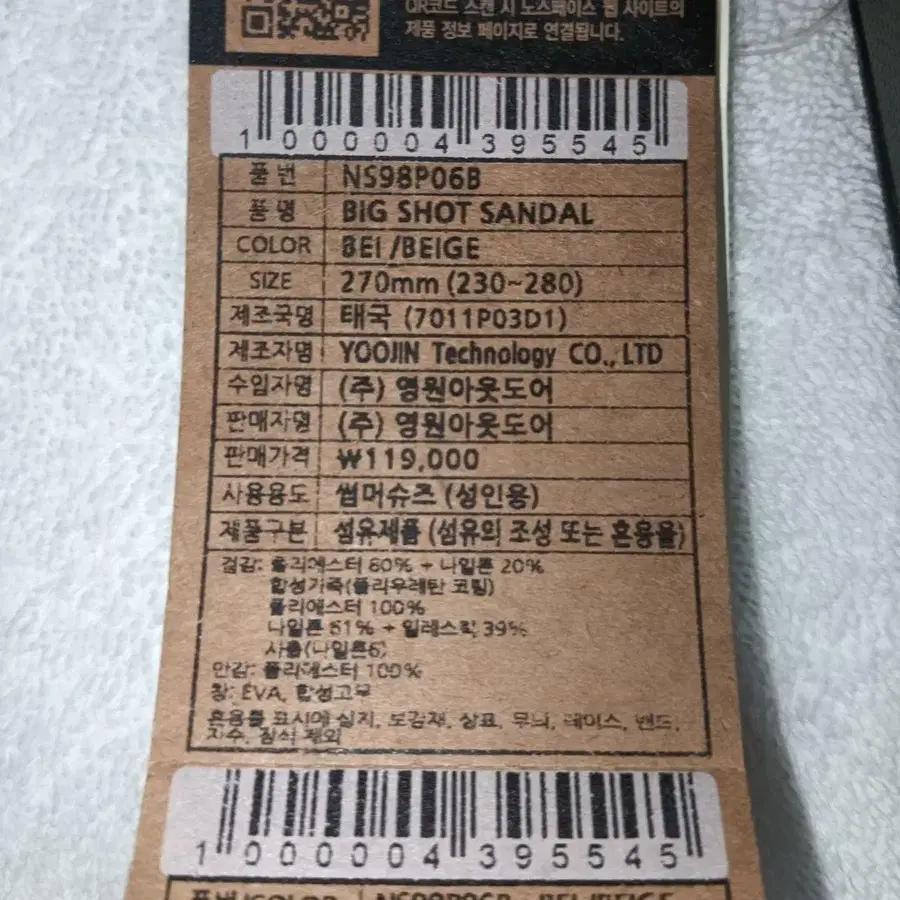 QR코드 스캔 시 노스페이스 웹 사이트의
제품 정보 페이지로 연결됩니다.
1 000004 395545
품 번 NS98P06B
품 명 BIG SHOT SANDAL
COLOR BEI /BEIGE
SIZE 270mm (230~280)
제조국명 태국 (7011P03D1)
제조자명 YOOJIN Technology CO., LTD
수입자명 (주) 영원아웃도어
판매자명 (주) 영원아웃도어
판매가격 ₩119,000
사용용도 썸머슈즈 (성인용)
제품구분 섬유제품 (섬유의 조성 또는 혼용율)
겉감: 폴리에스터 80% + 나일론 20%
합성가죽(폴리우레탄 코팅)
폴리에스터 100%
나일론 61% + 일레스틱 39%
사출(나일론6)
안감: 폴리에스터 100%
창: EVA, 합성고무
혼용률 표시에 심지, 보강재, 상표, 무늬, 레이스, 밴드,
자수, 장식 제외
1 000004 395545
품번/COLOR NS98P06B BEI/BEIGE